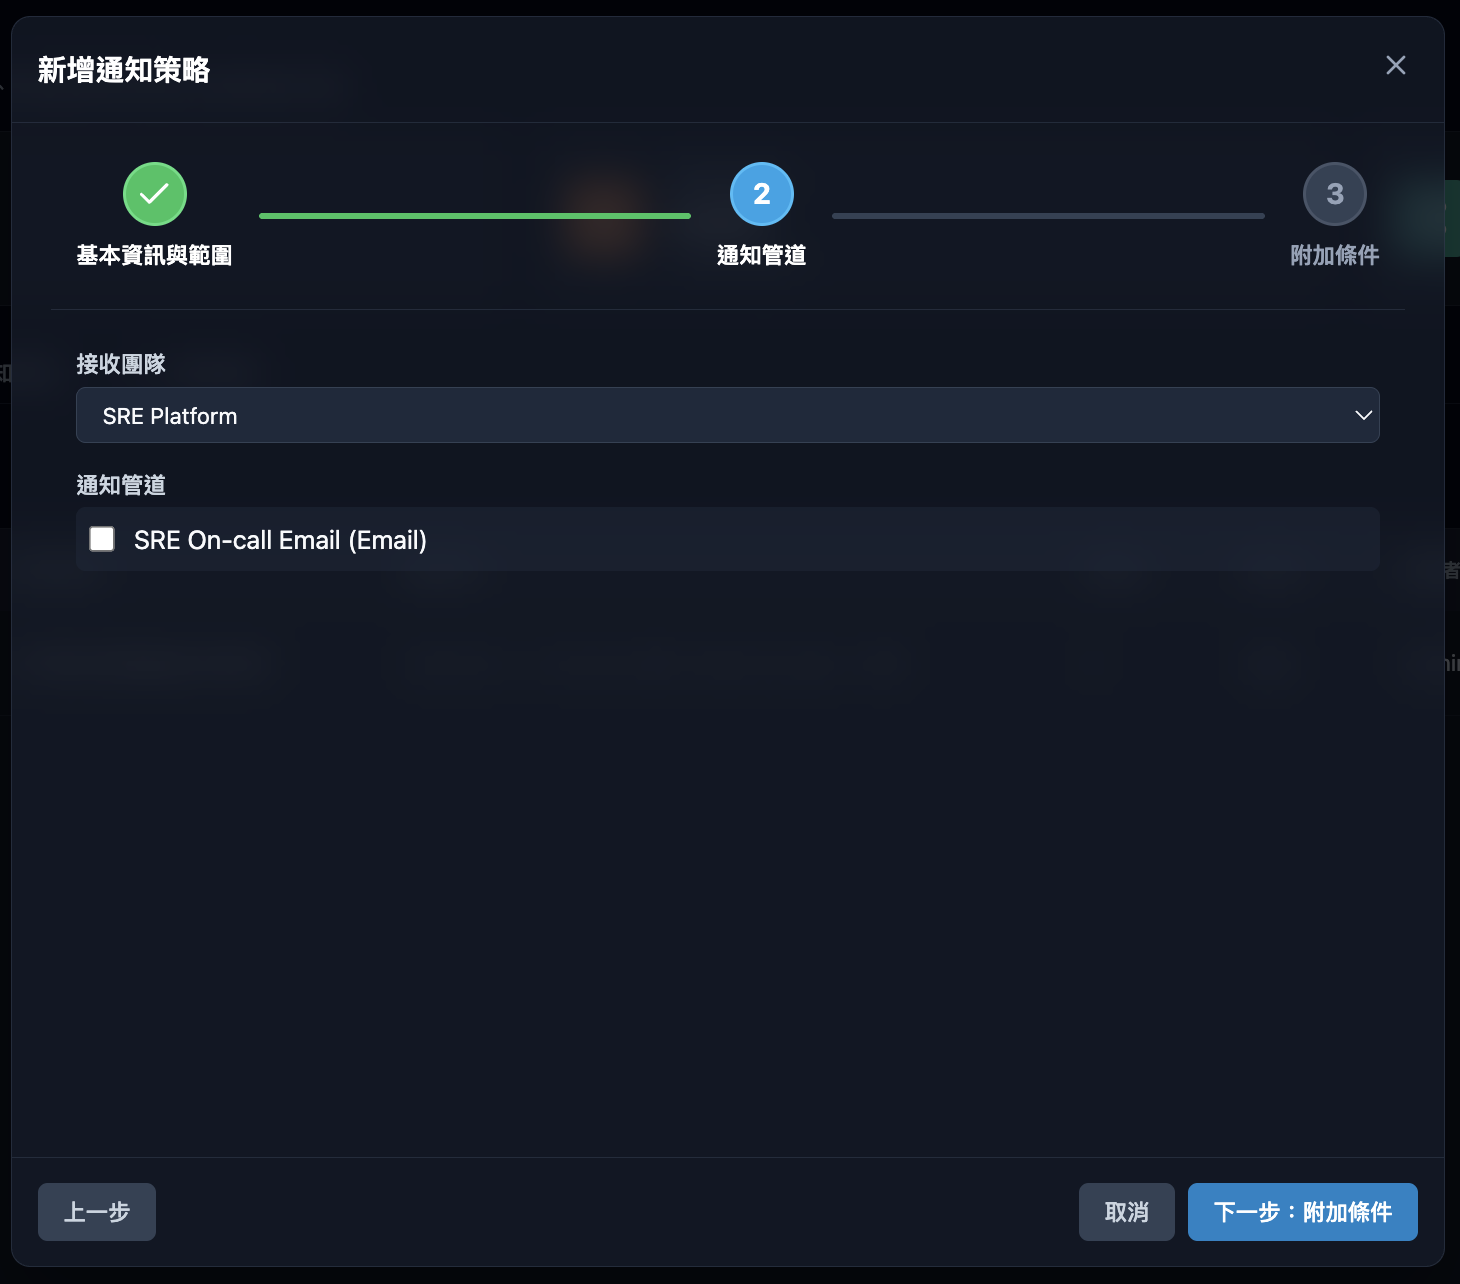 新增通知策略
2
3
基本資訊與範圍
通知管道
附加條件
接收團隊
SRE Platform
通知管道
SRE On-call Email (Email)
上一步
取消
下一步：附加條件